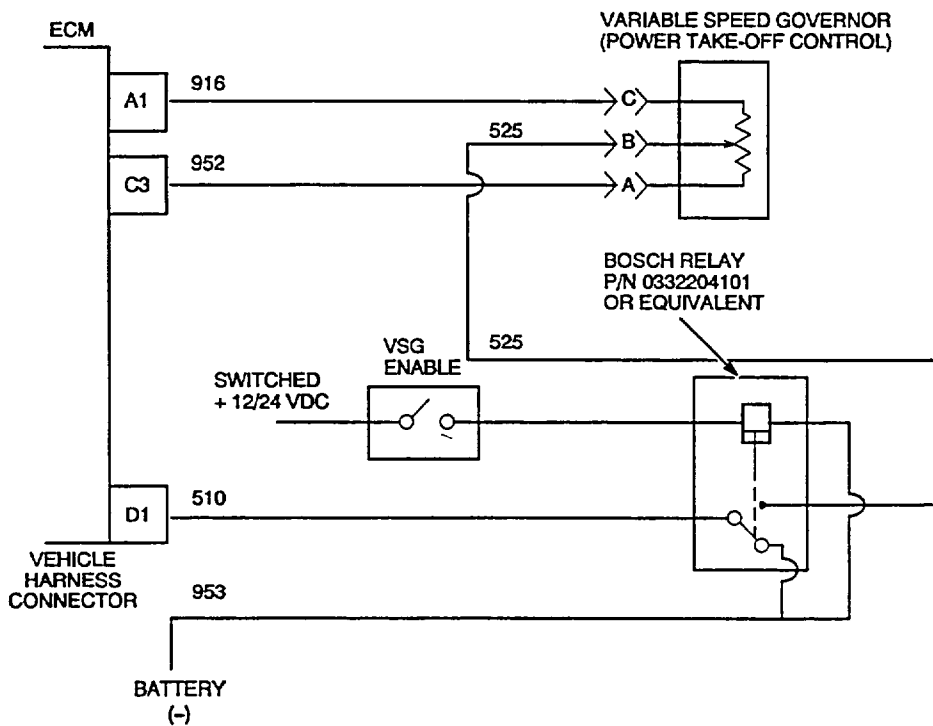 ECM
VARIABLE SPEED GOVERNOR
(POWER TAKE-OFF CONTROL)
A1
916
C
525
B
C3
952
A
BOSCH RELAY
P/N 0332204101
OR EQUIVALENT
525
VSG
ENABLE
SWITCHED
+ 12/24 VDC
D1
510
VEHICLE
HARNESS
CONNECTOR
953
BATTERY
(-)